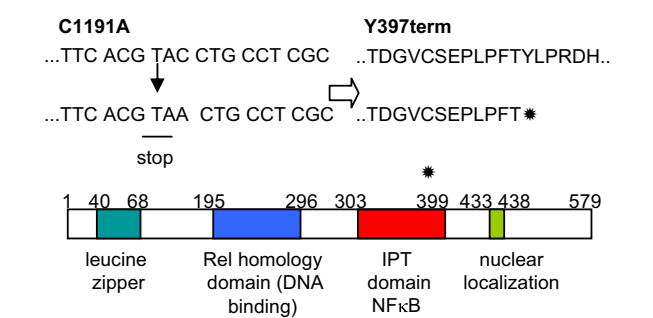 C1191A
Y397term
...TTC ACG TAC CTG CCT CGC
..TDGVCSEPLPFTYLPRDH..
...TTC ACG TAA CTG CCT CGC
..TDGVCSEPLPFT✹
stop
✹
1 40 68 195 296 303 399 433 438 579
leucine
zipper
Rel homology
domain (DNA
binding)
IPT
domain
NFκB
nuclear
localization